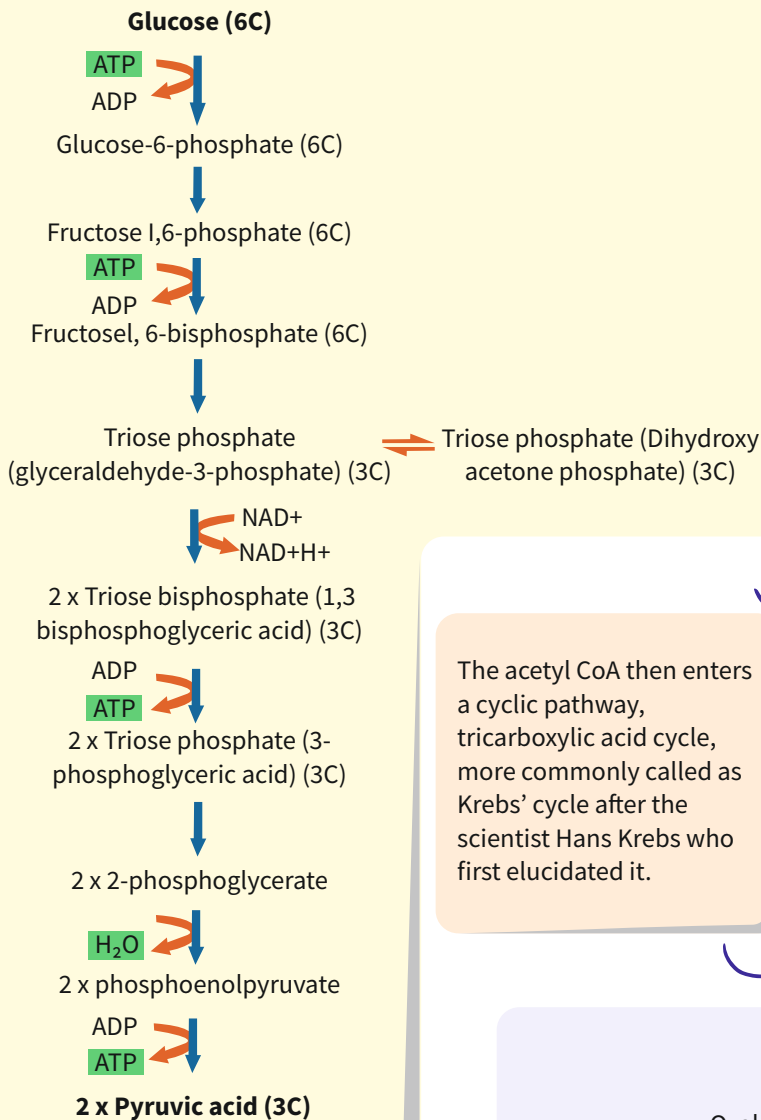 Glucose (6C)
ATP
ADP
Glucose-6-phosphate (6C)
Fructose I,6-phosphate (6C)
ATP
ADP
Fructosel, 6-bisphosphate (6C)
Triose phosphate
(glyceraldehyde-3-phosphate) (3C)
Triose phosphate (Dihydroxy
acetone phosphate) (3C)
NAD+
NAD+H+
2 x Triose bisphosphate (1,3
bisphosphoglyceric acid) (3C)
ADP
ATP
2 x Triose phosphate (3-
phosphoglyceric acid) (3C)
2 x 2-phosphoglycerate
H₂O
2 x phosphoenolpyruvate
ADP
ATP
2 x Pyruvic acid (3C)
The acetyl CoA then enters
a cyclic pathway,
tricarboxylic acid cycle,
more commonly called as
Krebs’ cycle after the
scientist Hans Krebs who
first elucidated it.